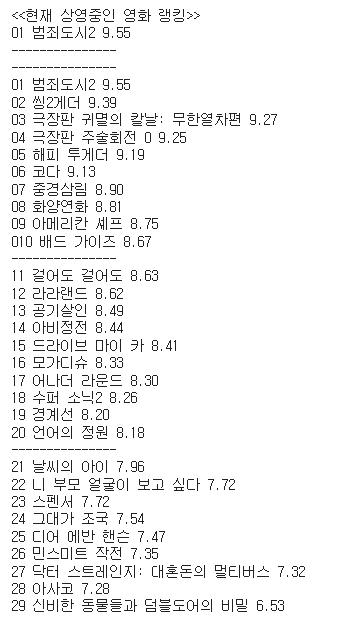 <<현재 상영중인 영화 랭킹>>
01 범죄도시2 9.55
---------------
---------------
01 범죄도시2 9.55
02 씽2게더 9.39
03 극장판 귀멸의 칼날: 무한열차편 9.27
04 극장판 주술회전 0 9.25
05 해피 투게더 9.19
06 코다 9.13
07 중경삼림 8.90
08 화양연화 8.81
09 아메리칸 셰프 8.75
010 배드 가이즈 8.67
---------------
11 걸어도 걸어도 8.63
12 라라랜드 8.62
13 공기살인 8.49
14 아비정전 8.44
15 드라이브 마이 카 8.41
16 모가디슈 8.33
17 어나더 라운드 8.30
18 수퍼 소닉2 8.26
19 경계선 8.20
20 언어의 정원 8.18
---------------
21 날씨의 아이 7.96
22 니 부모 얼굴이 보고 싶다 7.72
23 스펜서 7.72
24 그대가 조국 7.54
25 디어 에반 핸슨 7.47
26 민스미트 작전 7.35
27 닥터 스트레인지: 대혼돈의 멀티버스 7.32
28 아사코 7.28
29 신비한 동물들과 덤블도어의 비밀 6.53